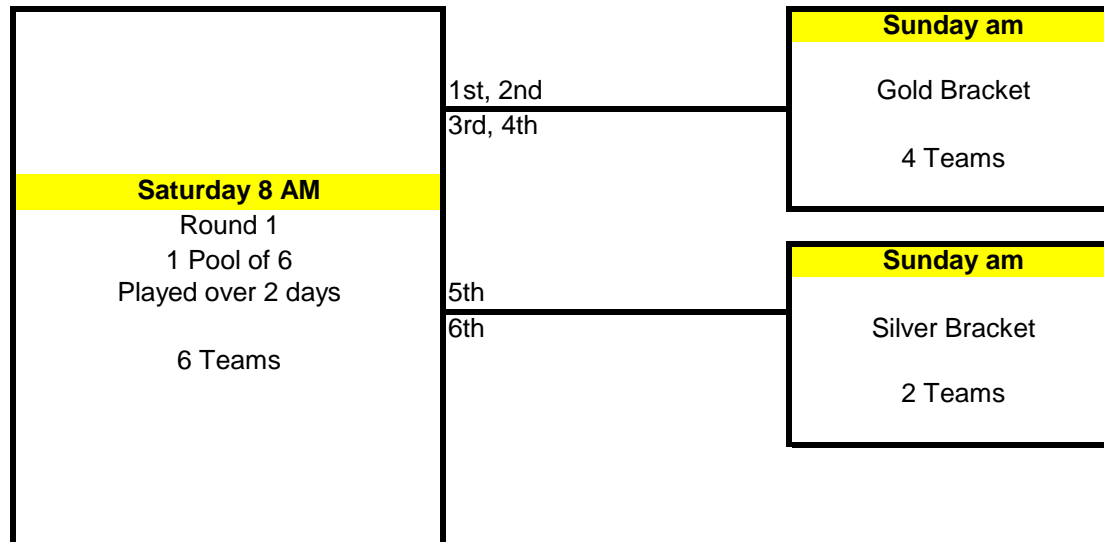 Saturday 8 AM
Round 1
1 Pool of 6
Played over 2 days
6 Teams
1st, 2nd
3rd, 4th
5th
6th
Sunday am
Gold Bracket
4 Teams
Sunday am
Silver Bracket
2 Teams